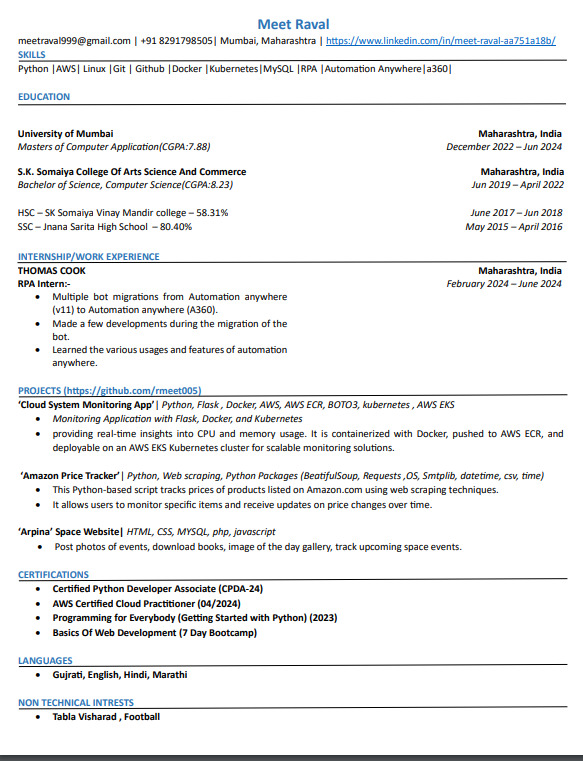 Meet Raval
meetraval999@gmail.com | +91 8291798505| Mumbai, Maharashtra | https://www.linkedin.com/in/meet-raval-aa751a18b/
SKILLS
Python |AWS| Linux |Git | Github |Docker |Kubernetes|MySQL |RPA |Automation Anywhere|a360|
EDUCATION
University of Mumbai Maharashtra, India
Masters of Computer Application(CGPA:7.88) December 2022 – Jun 2024
S.K. Somaiya College Of Arts Science And Commerce Maharashtra, India
Bachelor of Science, Computer Science(CGPA:8.23) Jun 2019 – April 2022
HSC – SK Somaiya Vinay Mandir college – 58.31% June 2017 – Jun 2018
SSC – Jnana Sarita High School – 80.40% May 2015 – April 2016
INTERNSHIP/WORK EXPERIENCE
THOMAS COOK Maharashtra, India
RPA Intern:- February 2024 – June 2024
• Multiple bot migrations from Automation anywhere
(v11) to Automation anywhere (A360).
• Made a few developments during the migration of the
bot.
• Learned the various usages and features of automation
anywhere.
PROJECTS (https://github.com/rmeet005)
‘Cloud System Monitoring App’| Python, Flask , Docker, AWS, AWS ECR, BOTO3, kubernetes , AWS EKS
• Monitoring Application with Flask, Docker, and Kubernetes
• providing real-time insights into CPU and memory usage. It is containerized with Docker, pushed to AWS ECR, and
deployable on an AWS EKS Kubernetes cluster for scalable monitoring solutions.
‘Amazon Price Tracker’| Python, Web scraping, Python Packages (BeatifulSoup, Requests ,OS, Smtplib, datetime, csv, time)
• This Python-based script tracks prices of products listed on Amazon.com using web scraping techniques.
• It allows users to monitor specific items and receive updates on price changes over time.
‘Arpina’ Space Website| HTML, CSS, MYSQL, php, javascript
• Post photos of events, download books, image of the day gallery, track upcoming space events.
CERTIFICATIONS
• Certified Python Developer Associate (CPDA-24)
• AWS Certified Cloud Practitioner (04/2024)
• Programming for Everybody (Getting Started with Python) (2023)
• Basics Of Web Development (7 Day Bootcamp)
LANGUAGES
• Gujrati, English, Hindi, Marathi
NON TECHNICAL INTRESTS
• Tabla Visharad , Football